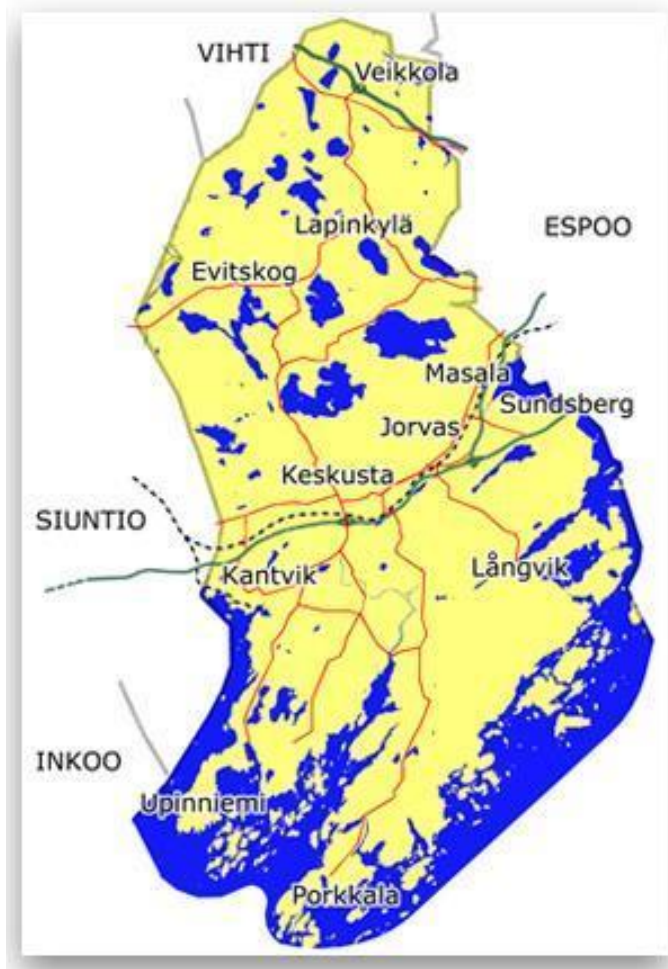 VIHTI
Veikkola
Lapinkylä
ESPOO
Evitskog
Masala
Sundsberg
Jorvas
Keskusta
SIUNTIO
Kantvik
Långvik
INKOO
Upinniemi
Porkkala